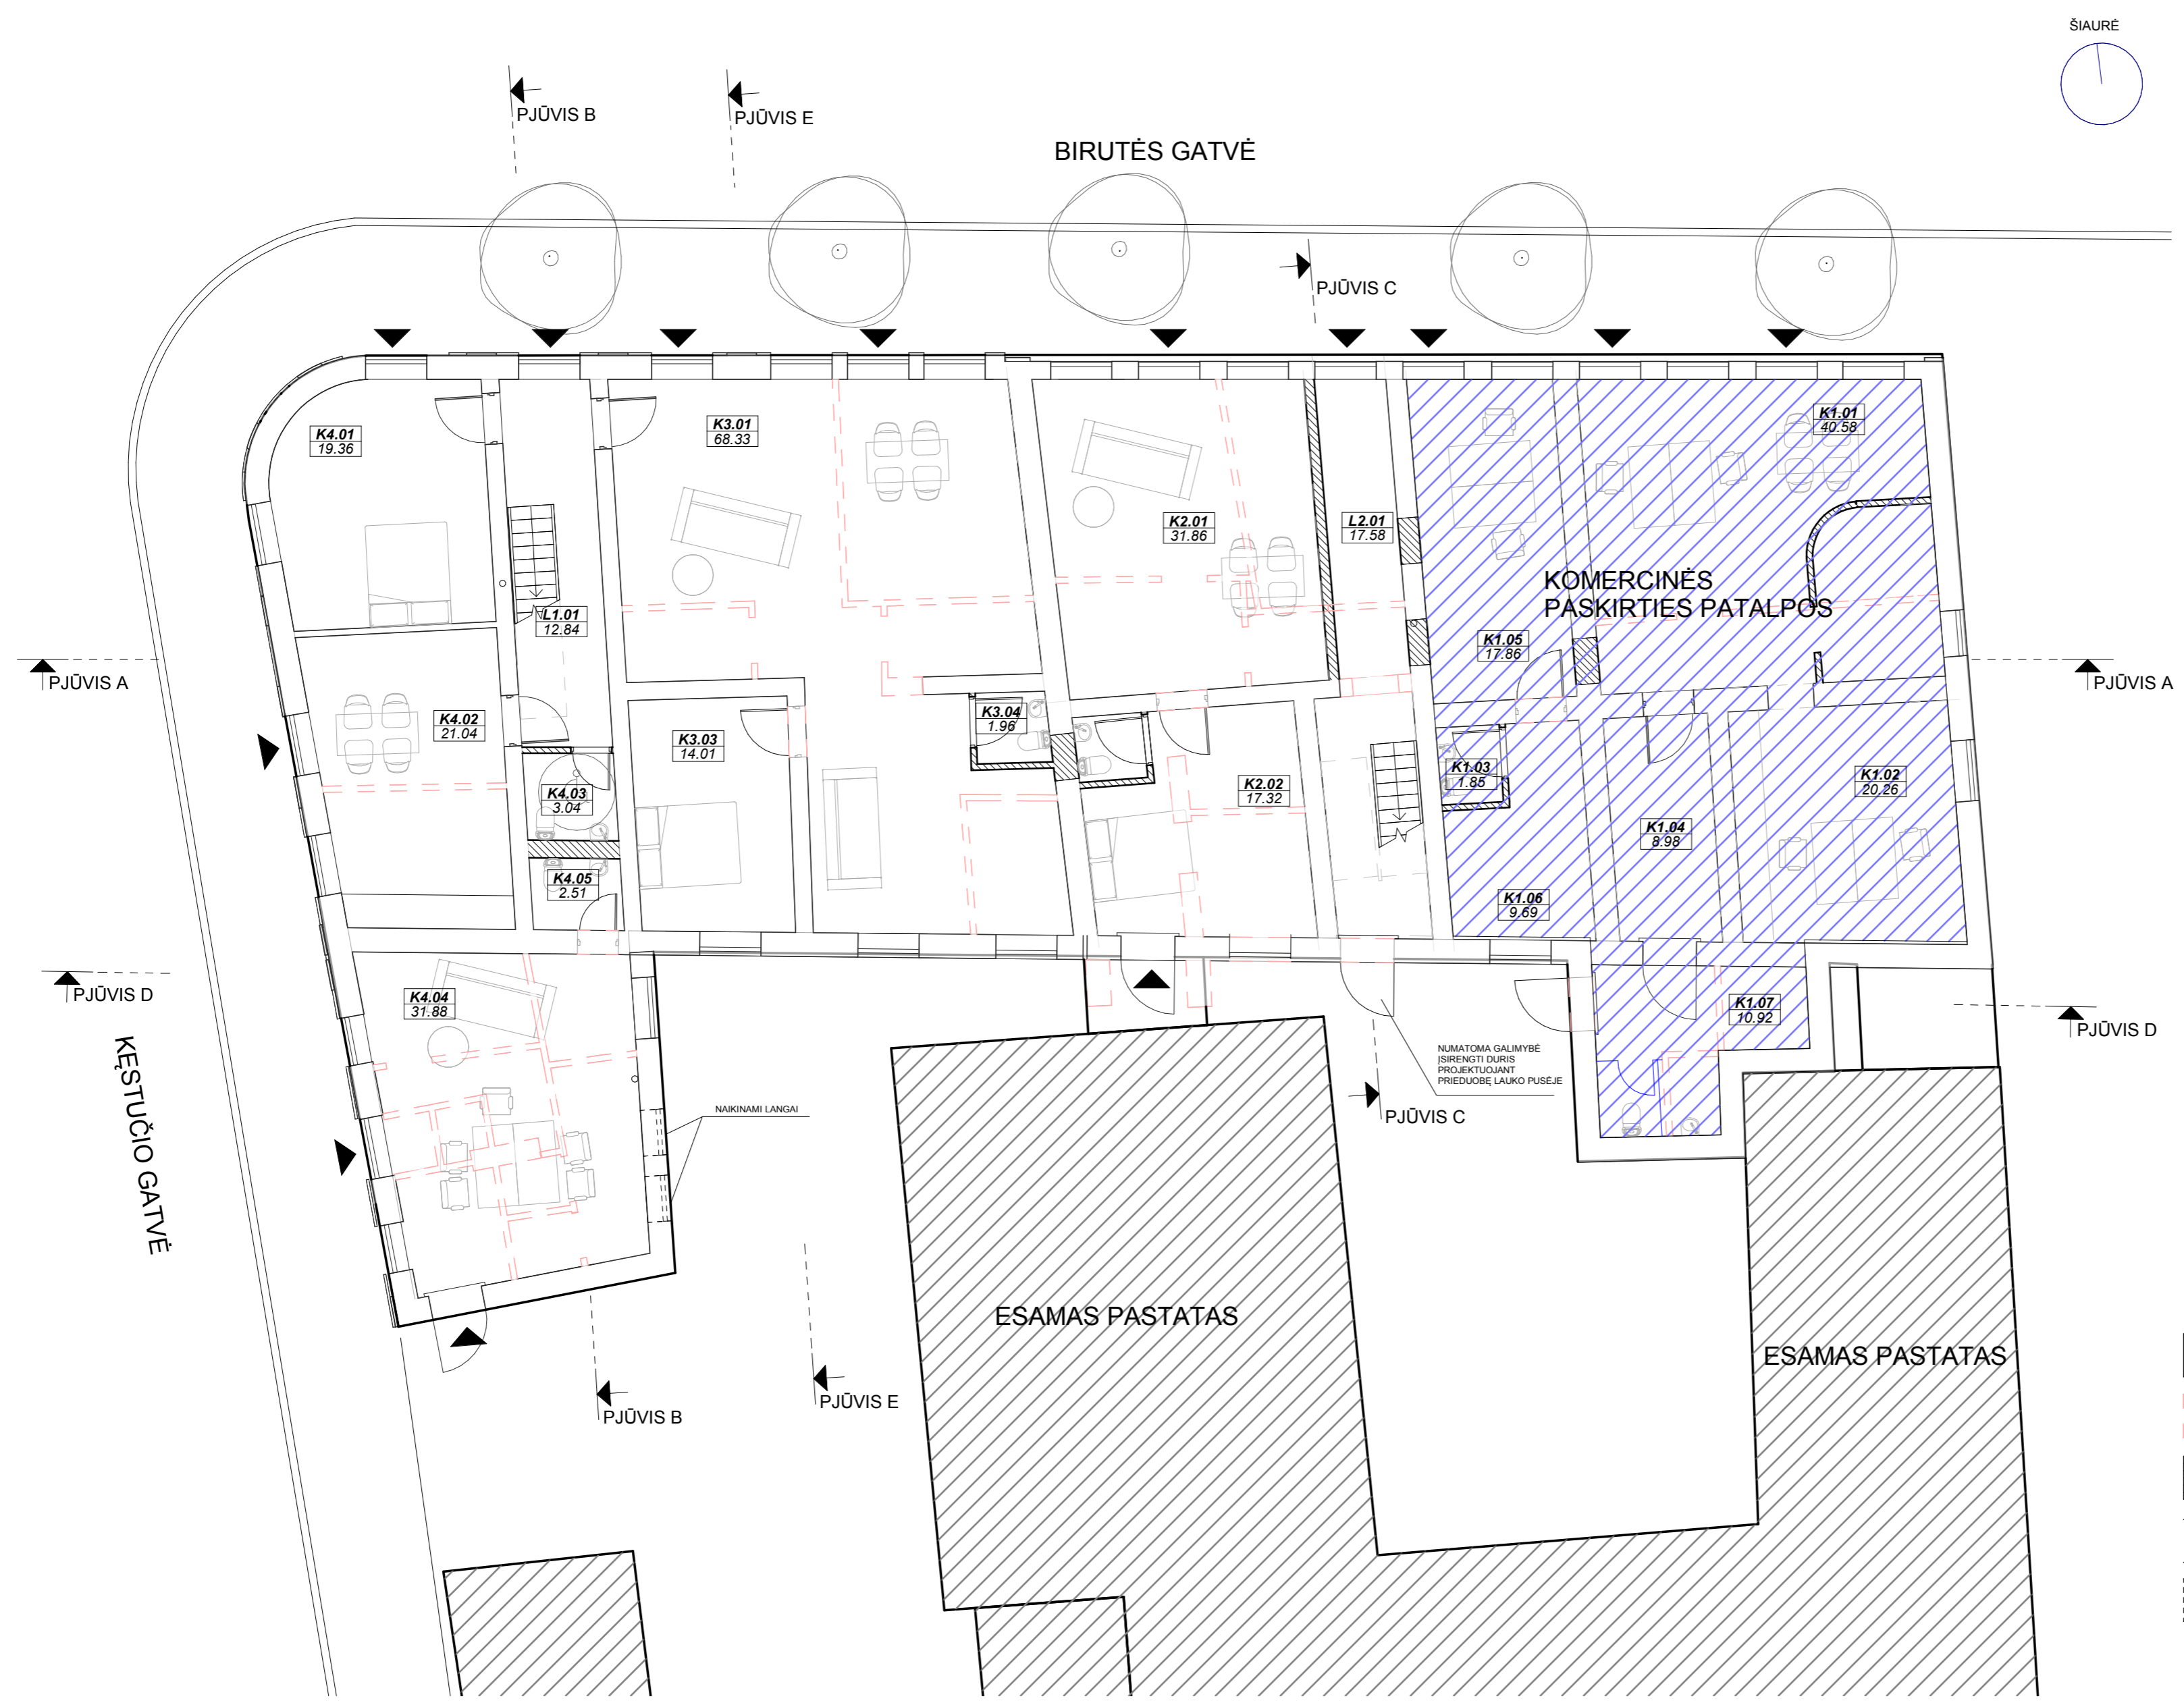 ŠIAURĖ
PJŪVIS B
PJŪVIS E
BIRUTĖS GATVĖ
PJŪVIS C
K4.01
19.36
K3.01
68.33
K2.01
31.86
L2.01
17.58
K1.01
40.58
KOMERCINĖS
PASKIRTIES PATALPOS
L1.01
12.84
K1.05
17.86
PJŪVIS A
PJŪVIS A
K4.02
21.04
K3.03
14.01
K3.04
1.96
K4.03
3.04
K2.02
17.32
K1.03
1.85
K1.02
20.26
K1.04
8.98
K4.05
2.51
K1.06
9.69
PJŪVIS D
K4.04
31.88
K1.07
10.92
PJŪVIS D
KĘSTUČIO GATVĖ
NUMATOMA GALIMYBĖ
ĮSIRENGTI DURIS
PROJEKTUOJANT
PRIEDUOBĘ LAUKO PUSĖJE
NAIKINAMI LANGAI
PJŪVIS C
ESAMAS PASTATAS
ESAMAS PASTATAS
PJŪVIS B
PJŪVIS E